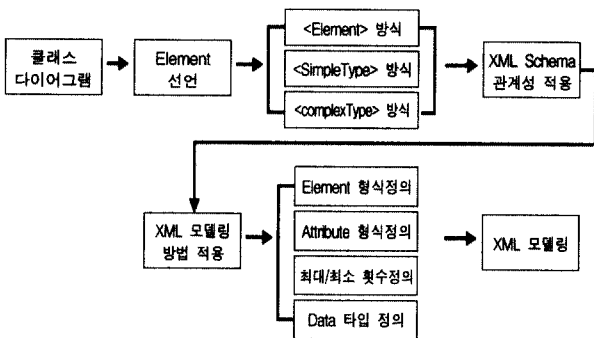 클래스
다이어그램
Element
선언
<Element> 방식
<SimpleType> 방식
<complexType> 방식
XML Schema
관계성 적용
XML 모델링
방법 적용
Element 형식정의
Attribute 형식정의
최대/최소 횟수정의
Data 타입 정의
XML 모델링